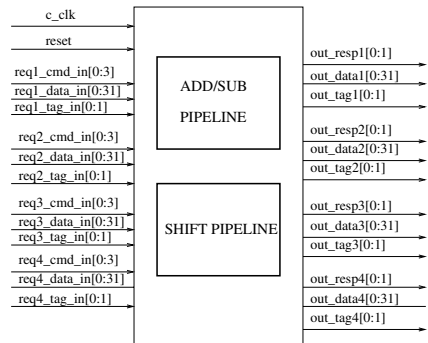 c_clk
reset
req1_cmd_in[0:3]
req1_data_in[0:31]
req1_tag_in[0:1]
req2_cmd_in[0:3]
req2_data_in[0:31]
req2_tag_in[0:1]
req3_cmd_in[0:3]
req3_data_in[0:31]
req3_tag_in[0:1]
req4_cmd_in[0:3]
req4_data_in[0:31]
req4_tag_in[0:1]
ADD/SUB
PIPELINE
SHIFT PIPELINE
out_resp1[0:1]
out_data1[0:31]
out_tag1[0:1]
out_resp2[0:1]
out_data2[0:31]
out_tag2[0:1]
out_resp3[0:1]
out_data3[0:31]
out_tag3[0:1]
out_resp4[0:1]
out_data4[0:31]
out_tag4[0:1]